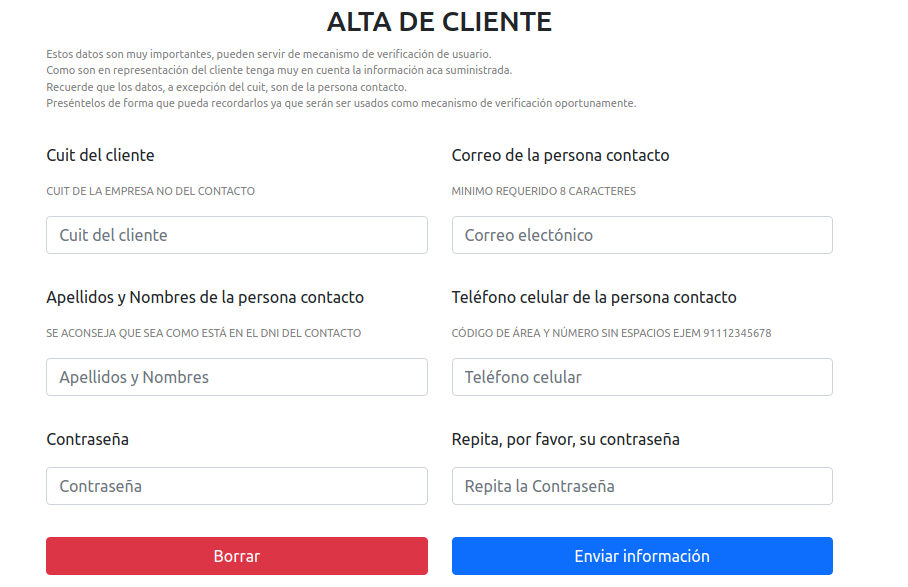 ALTA DE CLIENTE
Estos datos son muy importantes, pueden servir de mecanismo de verificación de usuario.
Como son en representación del cliente tenga muy en cuenta la información aca suministrada.
Recuerde que los datos, a excepción del cuit, son de la persona contacto.
Preséntelos de forma que pueda recordarlos ya que serán ser usados como mecanismo de verificación oportunamente.
Cuit del cliente
CUIT DE LA EMPRESA NO DEL CONTACTO
Cuit del cliente
Correo de la persona contacto
MINIMO REQUERIDO 8 CARACTERES
Correo electónico
Apellidos y Nombres de la persona contacto
SE ACONSEJA QUE SEA COMO ESTÁ EN EL DNI DEL CONTACTO
Apellidos y Nombres
Teléfono celular de la persona contacto
CÓDIGO DE ÁREA Y NÚMERO SIN ESPACIOS EJEM 91112345678
Teléfono celular
Contraseña
Contraseña
Repita, por favor, su contraseña
Repita la Contraseña
Borrar
Enviar información